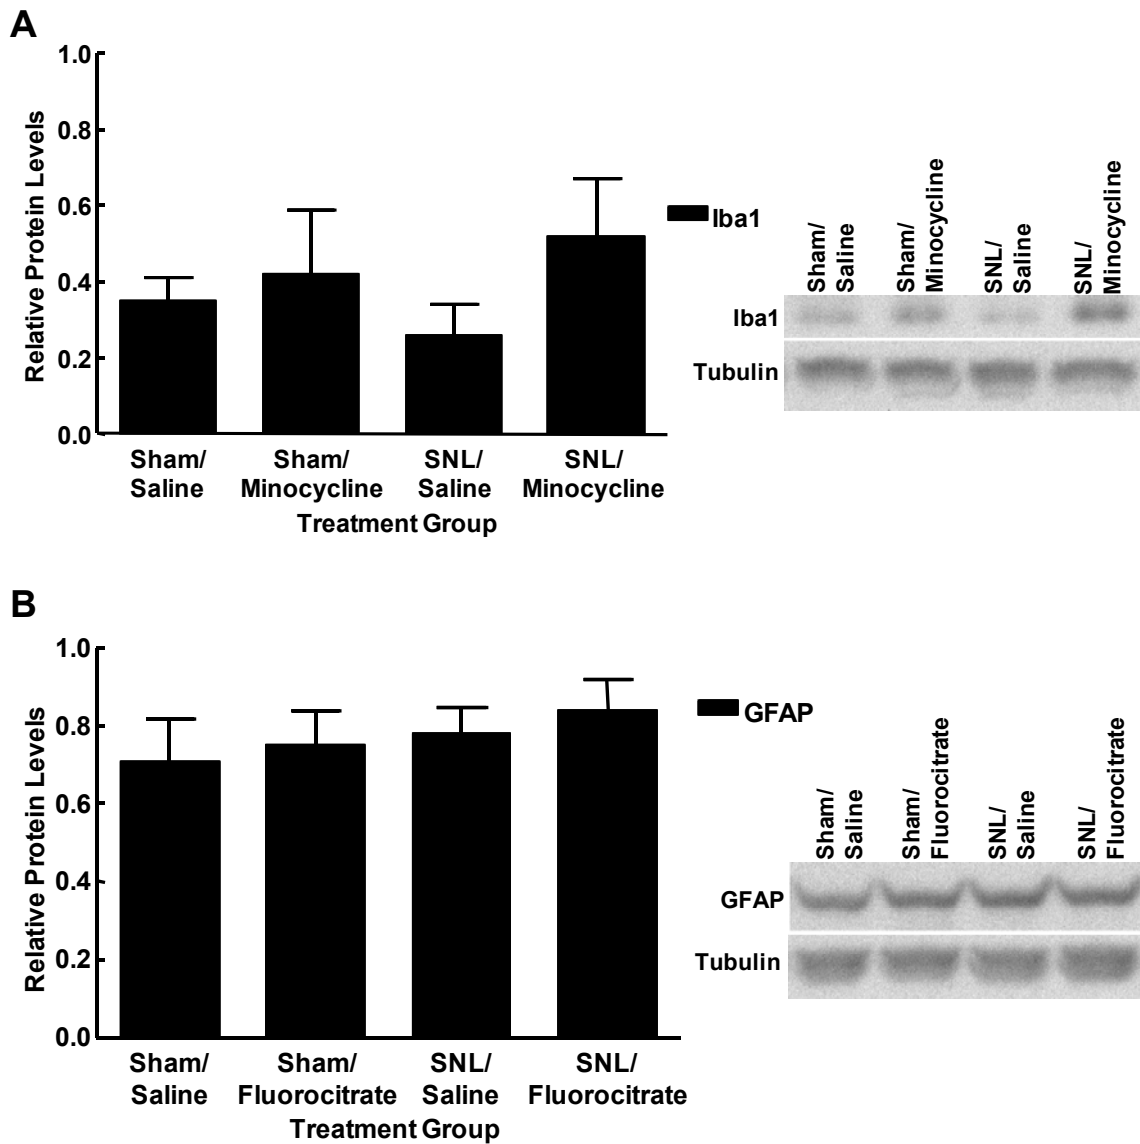 A
1.0
0.8
0.6
0.4
0.2
0.0
Relative Protein Levels
Sham/
Saline
Sham/
Minocycline
SNL/
Saline
SNL/
Minocycline
Treatment Group
Iba1
Sham/
Saline
Sham/
Minocycline
SNL/
Saline
SNL/
Minocycline
Iba1
Tubulin
B
1.0
0.8
0.6
0.4
0.2
0.0
Relative Protein Levels
Sham/
Saline
Sham/
Fluorocitrate
SNL/
Saline
SNL/
Fluorocitrate
Treatment Group
GFAP
Sham/
Saline
Sham/
Fluorocitrate
SNL/
Saline
SNL/
Fluorocitrate
GFAP
Tubulin